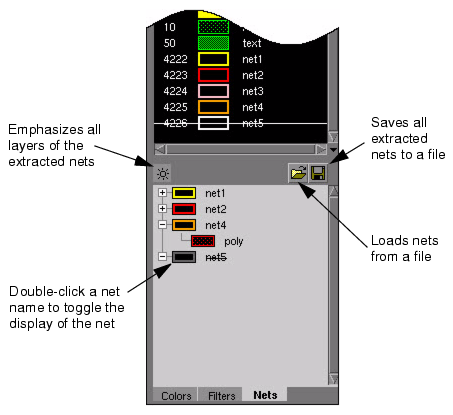 10
50 text
4222 net1
4223 net2
4224 net3
4225 net4
4226 net5
Emphasizes all
layers of the
extracted nets
Saves all
extracted
nets to a file
net1
net2
net4
poly
net5
Loads nets
from a file
Double-click a net
name to toggle the
display of the net
Colors Filters Nets